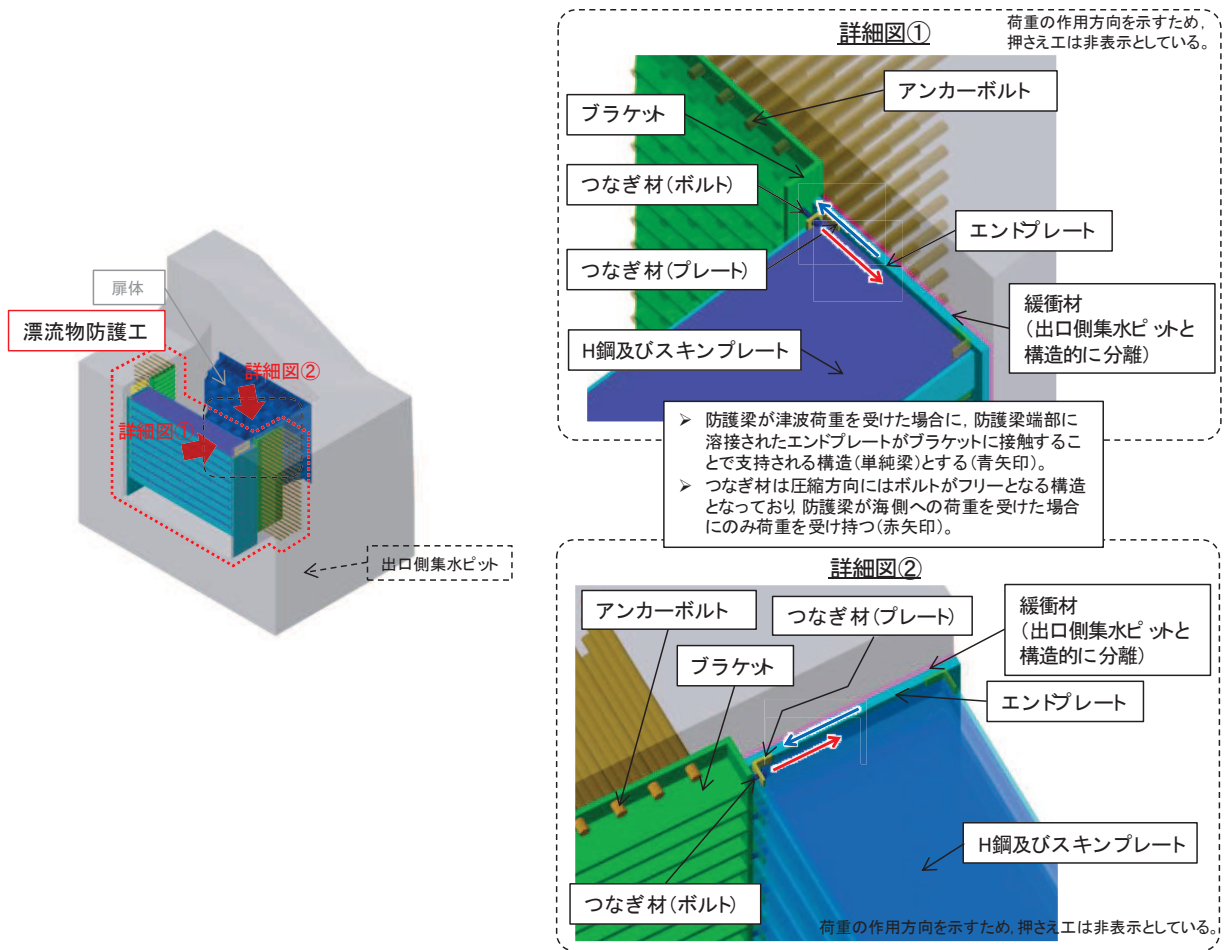 扉体
漂流物防護工
詳細図②
詳細図①
出口側集水ピット
詳細図①
荷重の作用方向を示すため,
押さえ工は非表示としている。
アンカーボルト
ブラケット
つなぎ材(ボルト)
エンドプレート
つなぎ材(プレート)
緩衝材
(出口側集水ピットと
構造的に分離)
H鋼及びスキンプレート
➢ 防護梁が津波荷重を受けた場合に, 防護梁端部に
溶接されたエンドプレートがブラケットに接触するこ
とで支持される構造(単純梁)とする(青矢印)。
➢ つなぎ材は圧縮方向にはボルトがフリーとなる構造
となっており, 防護梁が海側への荷重を受けた場合
にのみ荷重を受け持つ(赤矢印)。
詳細図②
アンカーボルト
つなぎ材(プレート)
緩衝材
(出口側集水ピットと
構造的に分離)
ブラケット
エンドプレート
H鋼及びスキンプレート
つなぎ材(ボルト)
荷重の作用方向を示すため, 押さえ工は非表示としている。